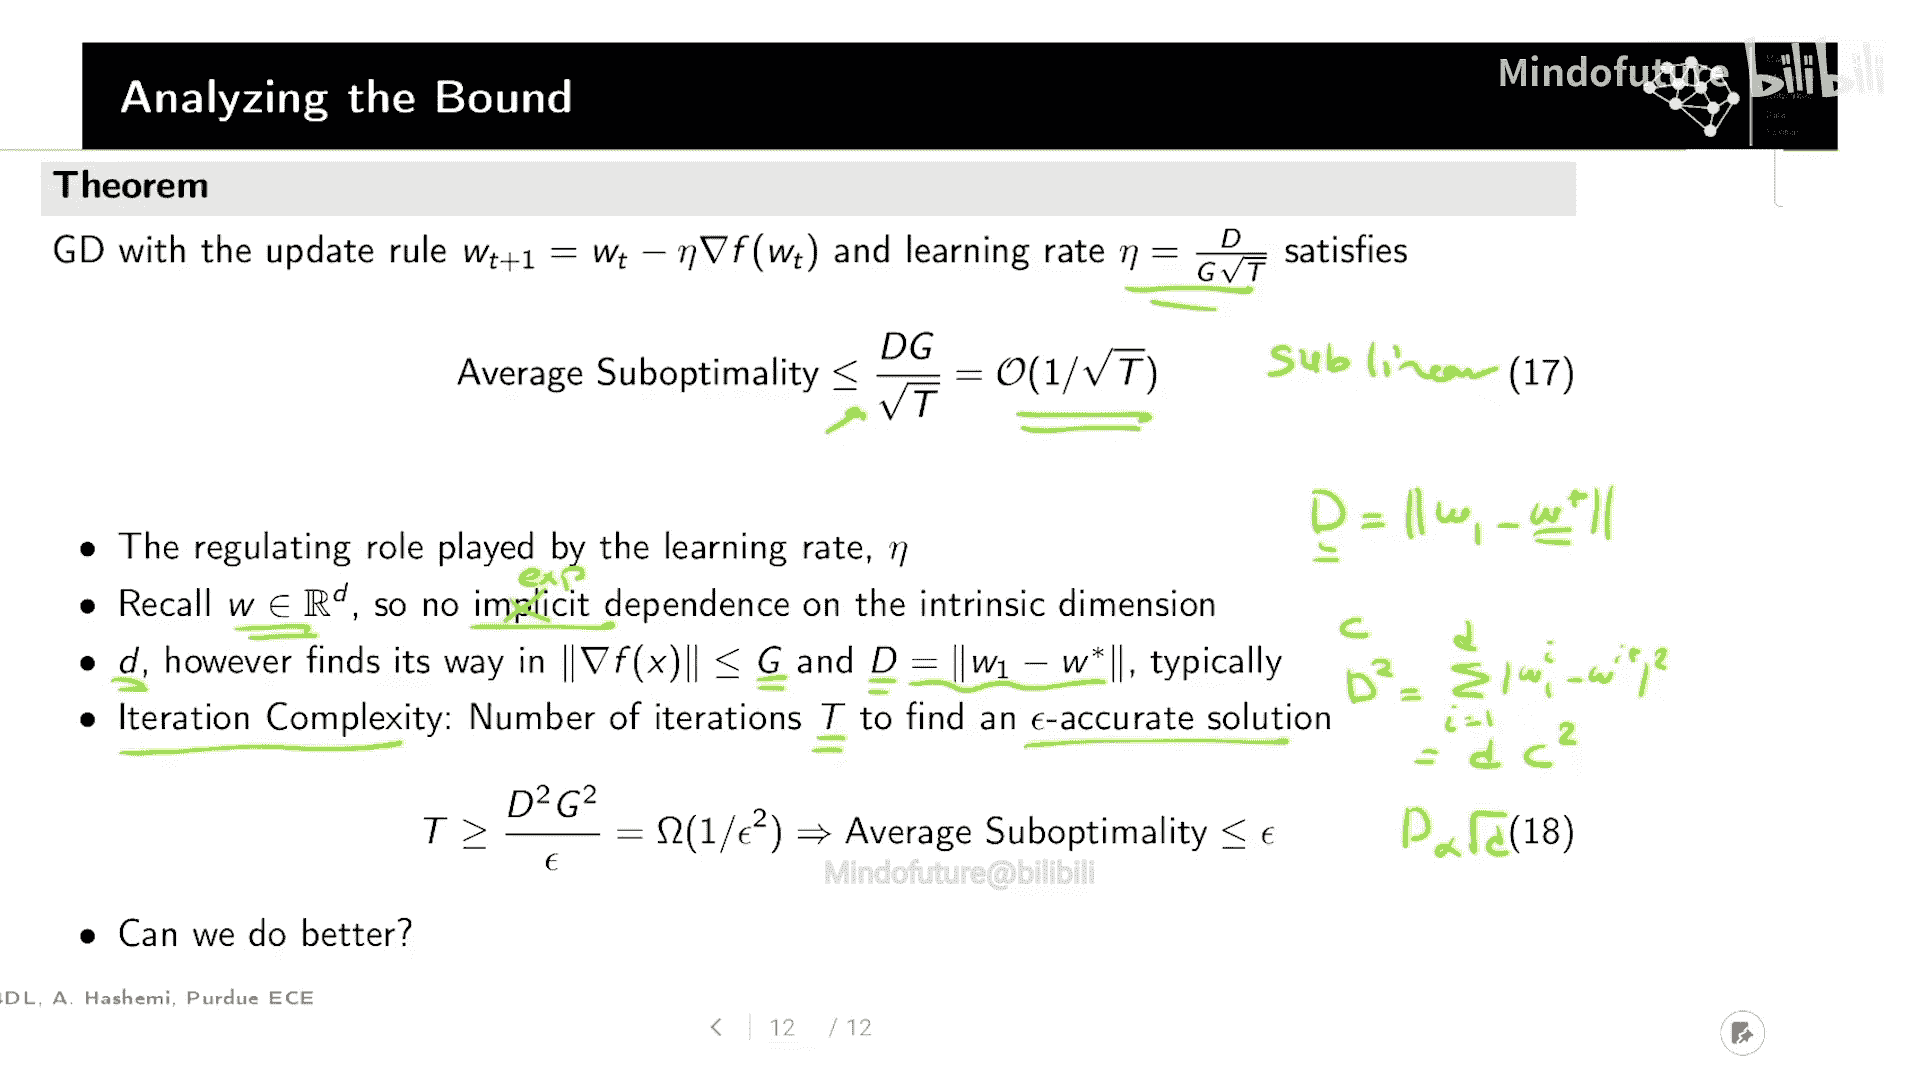 Mindofuture bilibili
Analyzing the Bound
Theorem
GD with the update rule w_{t+1} = w_t − η∇f(w_t) and learning rate η = D/(G√T) satisfies
Average Suboptimality ≤ DG/√T = O(1/√T) sublinear (17)
D = ||w_1 − w*||
• The regulating role played by the learning rate, η
exp
• Recall w ∈ ℝ^d, so no implicit dependence on the intrinsic dimension
c
• d, however finds its way in ||∇f(x)|| ≤ G and D = ||w_1 − w*||, typically
D² = Σ_{i=1}^{d} |w_1^i − w^{i*}|²
• Iteration Complexity: Number of iterations T to find an ϵ-accurate solution
= d c²
T ≥ D²G²/ϵ = Ω(1/ϵ²) ⇒ Average Suboptimality ≤ ϵ (18)
D α √d
Mindofuture@bilibili
• Can we do better?
DL, A. Hashemi, Purdue ECE
< 12 / 12